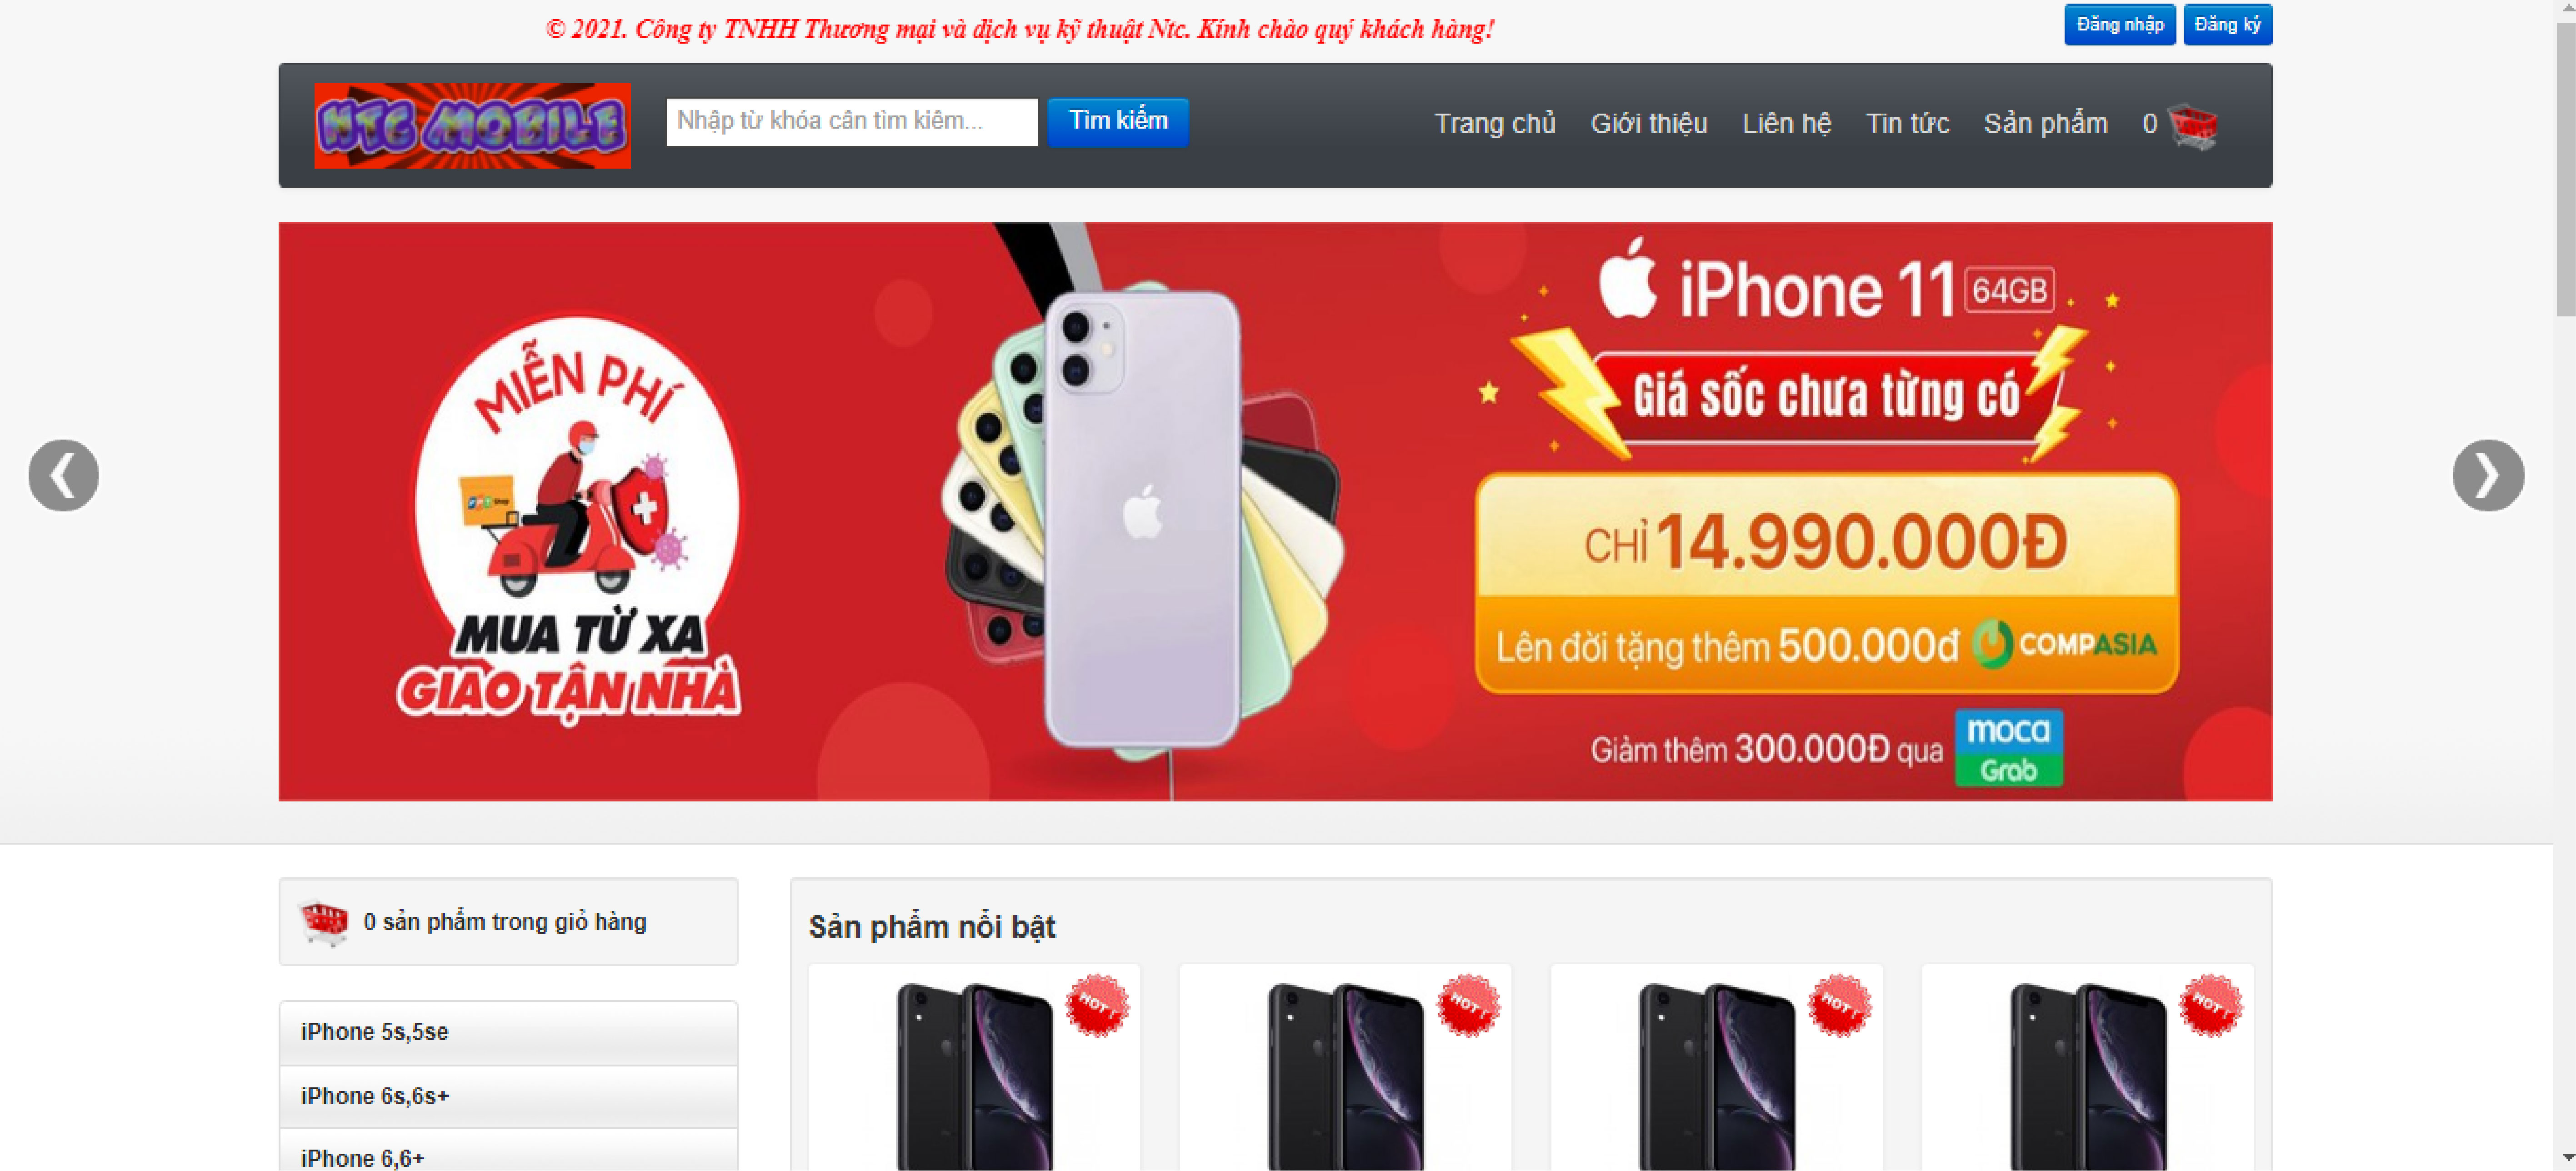 © 2021. Công ty TNHH Thương mại và dịch vụ kỹ thuật Ntc. Kính chào quý khách hàng!
Đăng nhập
Đăng ký
NTC MOBILE
Nhập từ khóa cần tìm kiếm...
Tìm kiếm
Trang chủ
Giới thiệu
Liên hệ
Tin tức
Sản phẩm
0
MIỄN PHÍ
MUA TỪ XA
GIAO TẬN NHÀ
iPhone 11 64GB
Giá sốc chưa từng có
CHỈ 14.990.000Đ
Lên đời tặng thêm 500.000đ COMPASIA
Giảm thêm 300.000Đ qua moca
Grab
0 sản phẩm trong giỏ hàng
iPhone 5s,5se
iPhone 6s,6s+
iPhone 6,6+
Sản phẩm nổi bật
HOT !
HOT !
HOT !
HOT !